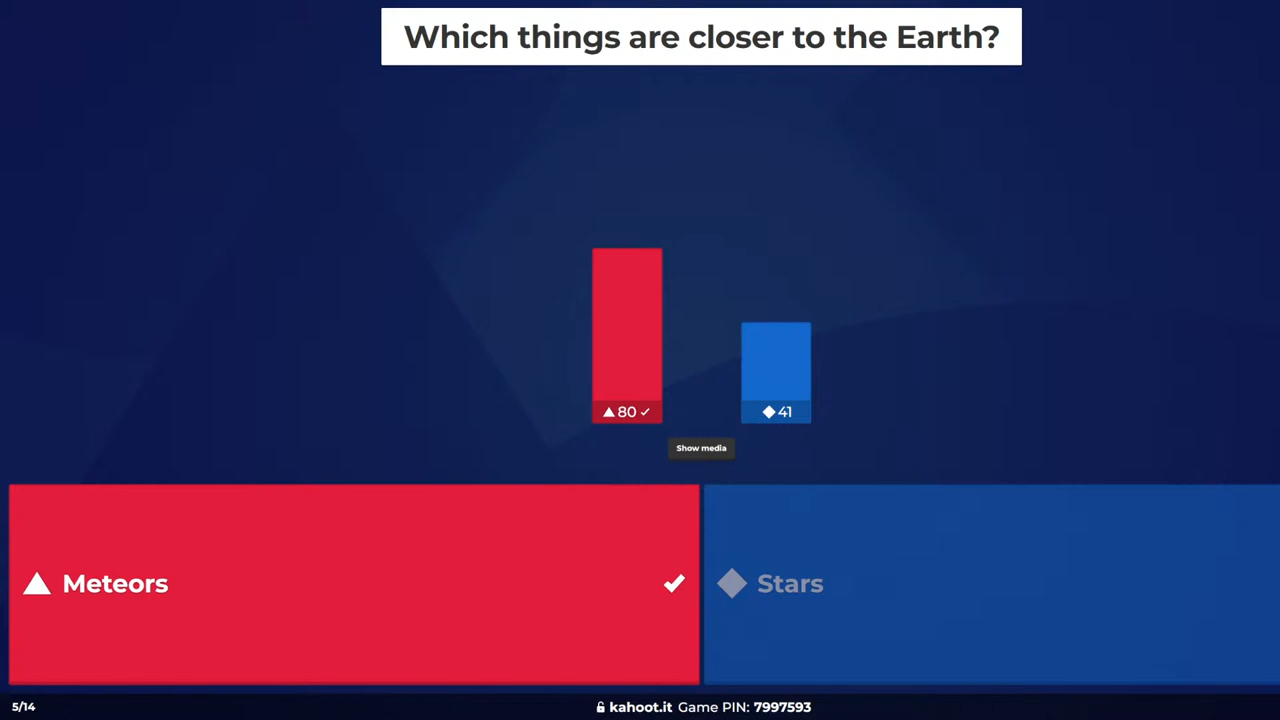 Which things are closer to the Earth?
80
41
Show media
Meteors
Stars
5/14
kahoot.it Game PIN: 7997593